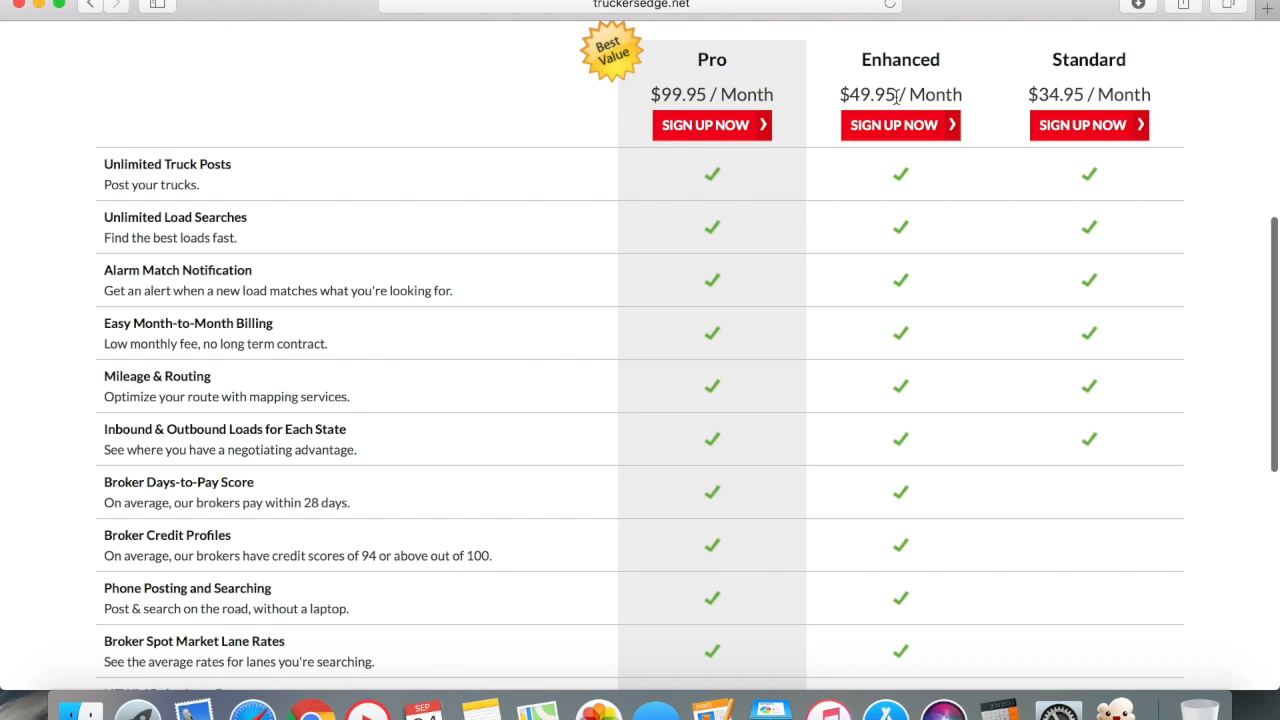 truckersedge.net
Best Value
Pro Enhanced Standard
$99.95 / Month $49.95 / Month $34.95 / Month
SIGN UP NOW ❯ SIGN UP NOW ❯ SIGN UP NOW ❯
Unlimited Truck Posts
Post your trucks.
Unlimited Load Searches
Find the best loads fast.
Alarm Match Notification
Get an alert when a new load matches what you're looking for.
Easy Month-to-Month Billing
Low monthly fee, no long term contract.
Mileage & Routing
Optimize your route with mapping services.
Inbound & Outbound Loads for Each State
See where you have a negotiating advantage.
Broker Days-to-Pay Score
On average, our brokers pay within 28 days.
Broker Credit Profiles
On average, our brokers have credit scores of 94 or above out of 100.
Phone Posting and Searching
Post & search on the road, without a laptop.
Broker Spot Market Lane Rates
See the average rates for lanes you're searching.
SEP